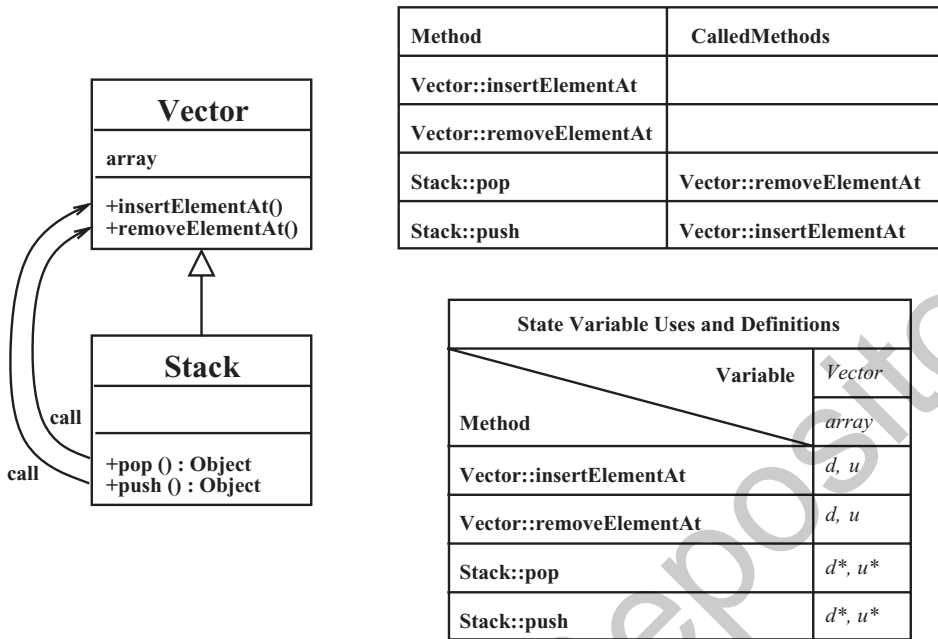 Vector
array
+insertElementAt()
+removeElementAt()
Stack
call
call
+pop () : Object
+push () : Object
Method CalledMethods
Vector::insertElementAt
Vector::removeElementAt
Stack::pop Vector::removeElementAt
Stack::push Vector::insertElementAt
State Variable Uses and Definitions
Variable Vector
Method array
Vector::insertElementAt d, u
Vector::removeElementAt d, u
Stack::pop d*, u*
Stack::push d*, u*